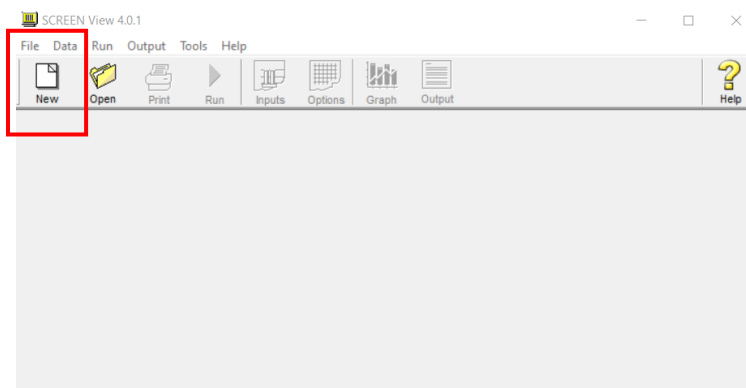 SCREEN View 4.0.1
File Data Run Output Tools Help
New Open Print Run Inputs Options Graph Output Help